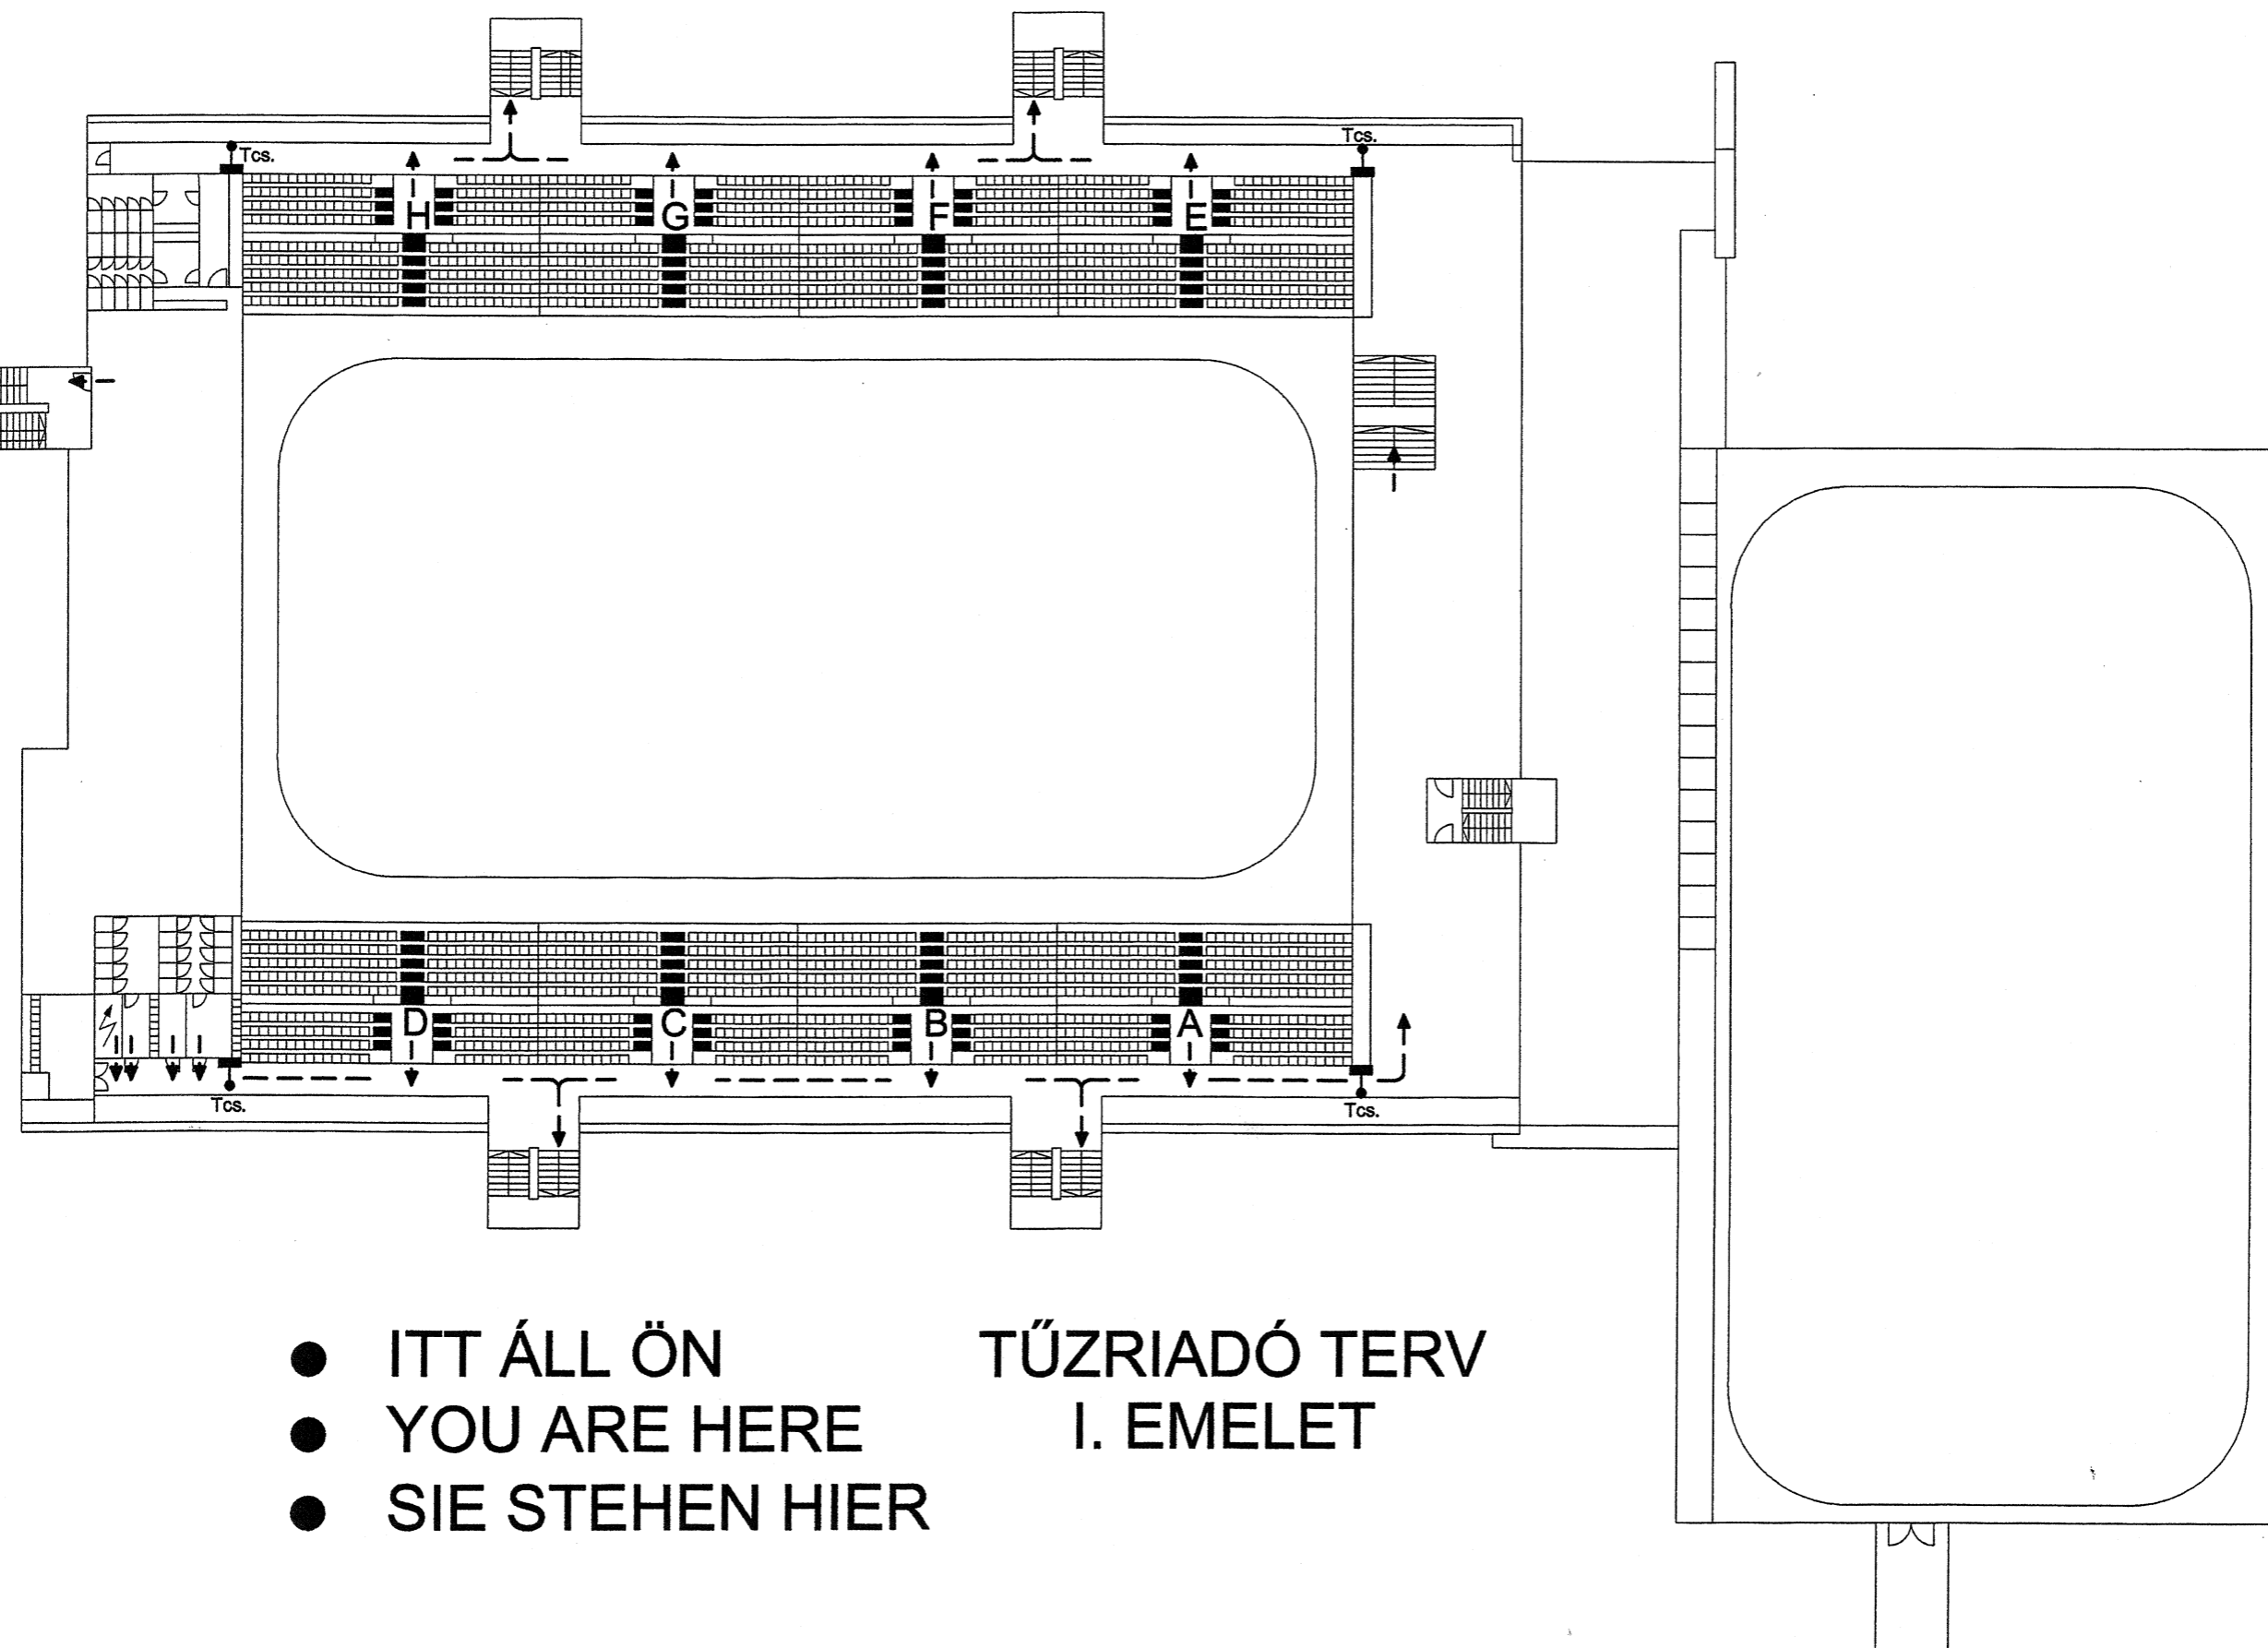 Tcs.
Tcs.
H
G
F
E
D
C
B
A
Tcs.
Tcs.
ITT ÁLL ÖN
YOU ARE HERE
SIE STEHEN HIER
TŰZRIADÓ TERV
I. EMELET